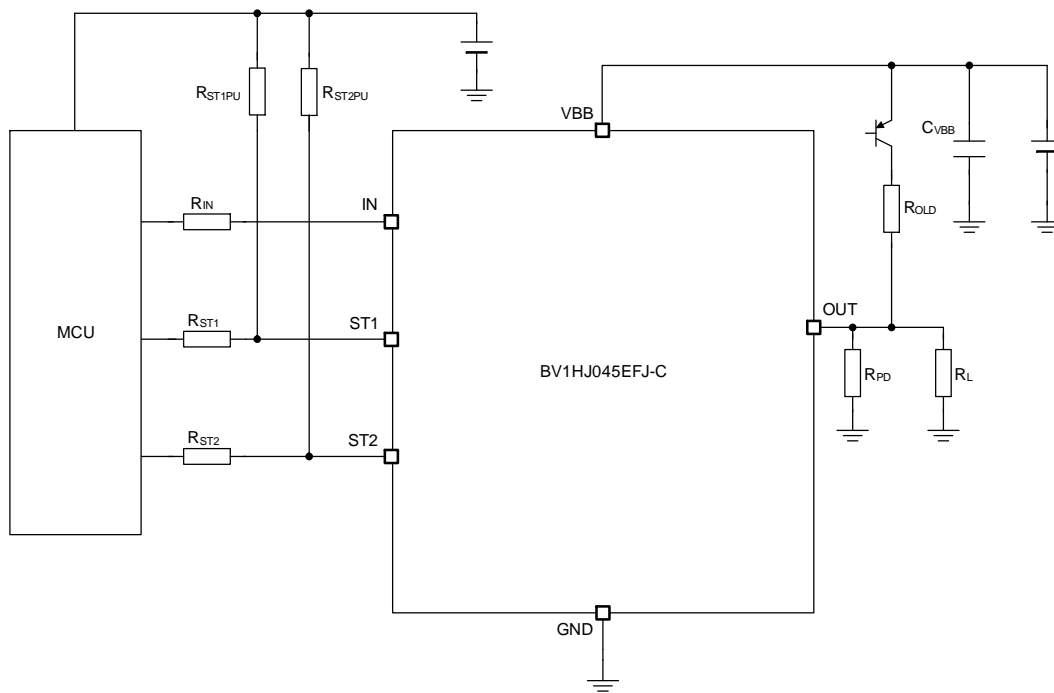 RST1PU
RST2PU
VBB
CVBB
RIN
IN
ROLD
MCU
RST1
ST1
OUT
BV1HJ045EFJ-C
RPD
RL
RST2
ST2
GND